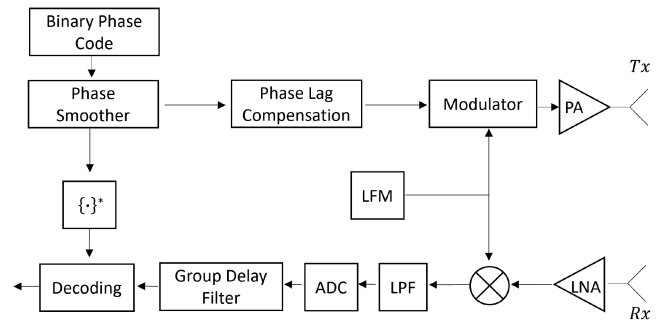 Binary Phase
Code
Phase
Smoother
Phase Lag
Compensation
Modulator
PA
Tx
{·}*
LFM
Decoding
Group Delay
Filter
ADC
LPF
LNA
Rx